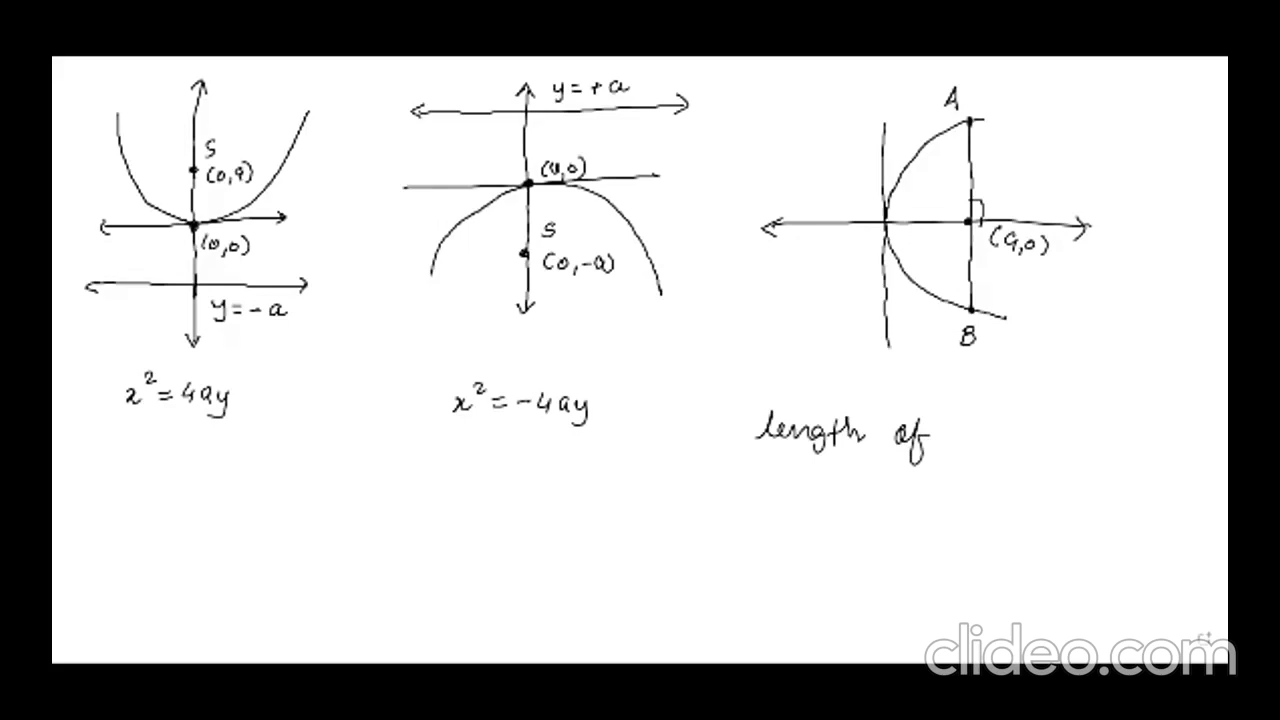 S
(0,a)
(0,0)
y=-a
x²=4ay
y=+a
(0,0)
S
(0,-a)
x²=-4ay
A
(a,0)
B
length of
clideo.com